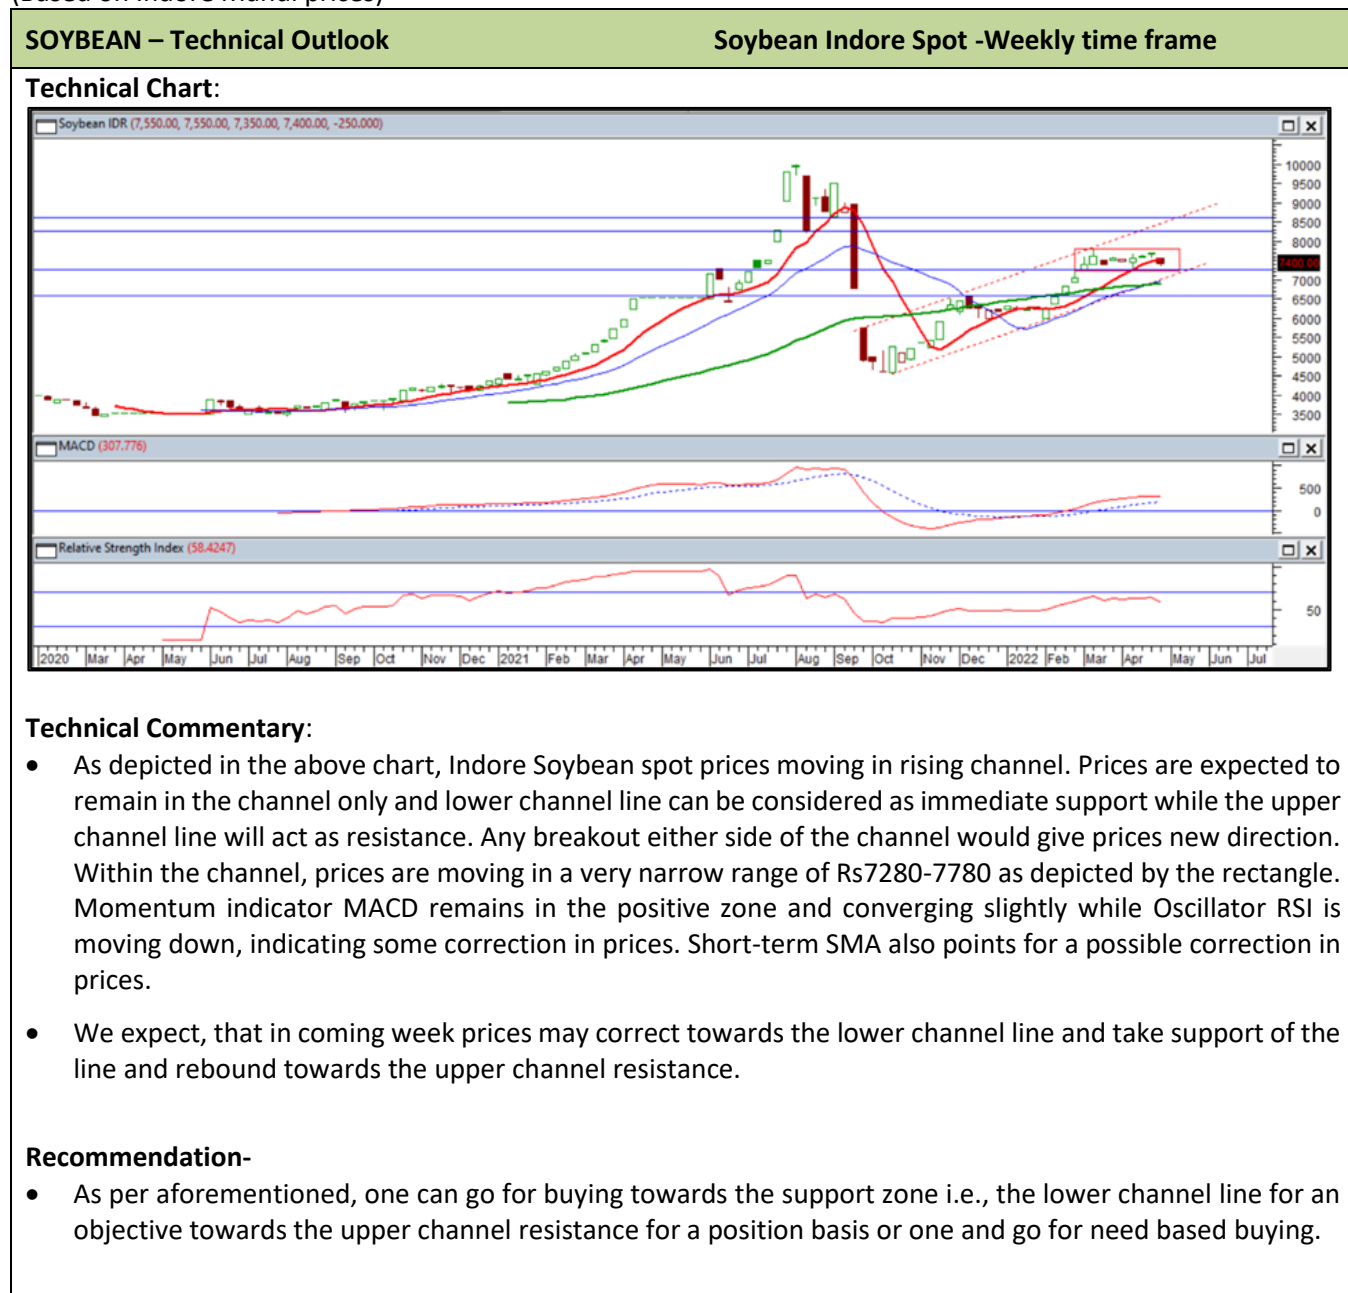 (Based on Indore Mandi prices)
SOYBEAN – Technical Outlook Soybean Indore Spot -Weekly time frame
Technical Chart:
Soybean IDR (7,550.00, 7,550.00, 7,350.00, 7,400.00, -250.000)
10000
9500
9000
8500
8000
7400.00
7000
6500
6000
5500
5000
4500
4000
3500
MACD (307.776)
500
0
Relative Strength Index (58.4247)
50
2020 Mar Apr May Jun Jul Aug Sep Oct Nov Dec 2021 Feb Mar Apr May Jun Jul Aug Sep Oct Nov Dec 2022 Feb Mar Apr May Jun Jul
Technical Commentary:
• As depicted in the above chart, Indore Soybean spot prices moving in rising channel. Prices are expected to
remain in the channel only and lower channel line can be considered as immediate support while the upper
channel line will act as resistance. Any breakout either side of the channel would give prices new direction.
Within the channel, prices are moving in a very narrow range of Rs7280-7780 as depicted by the rectangle.
Momentum indicator MACD remains in the positive zone and converging slightly while Oscillator RSI is
moving down, indicating some correction in prices. Short-term SMA also points for a possible correction in
prices.
• We expect, that in coming week prices may correct towards the lower channel line and take support of the
line and rebound towards the upper channel resistance.
Recommendation-
• As per aforementioned, one can go for buying towards the support zone i.e., the lower channel line for an
objective towards the upper channel resistance for a position basis or one and go for need based buying.